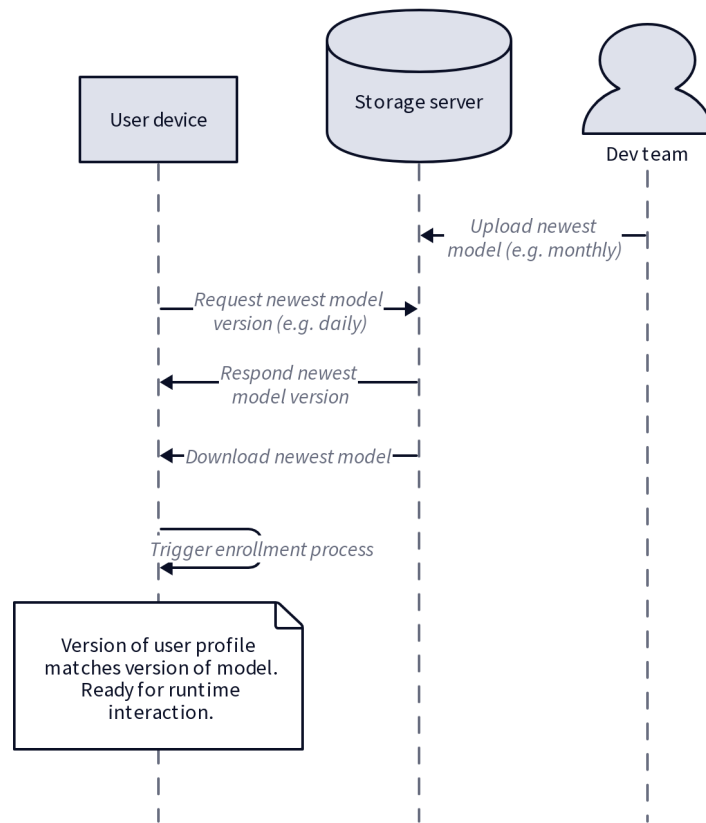 User device
Storage server
Dev team
Upload newest
model (e.g. monthly)
Request newest model
version (e.g. daily)
Respond newest
model version
Download newest model
Trigger enrollment process
Version of user profile
matches version of model.
Ready for runtime
interaction.